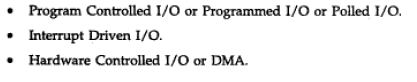 • Program Controlled I/O or Programmed I/O or Polled I/O.
• Interrupt Driven I/O.
• Hardware Controlled I/O or DMA.